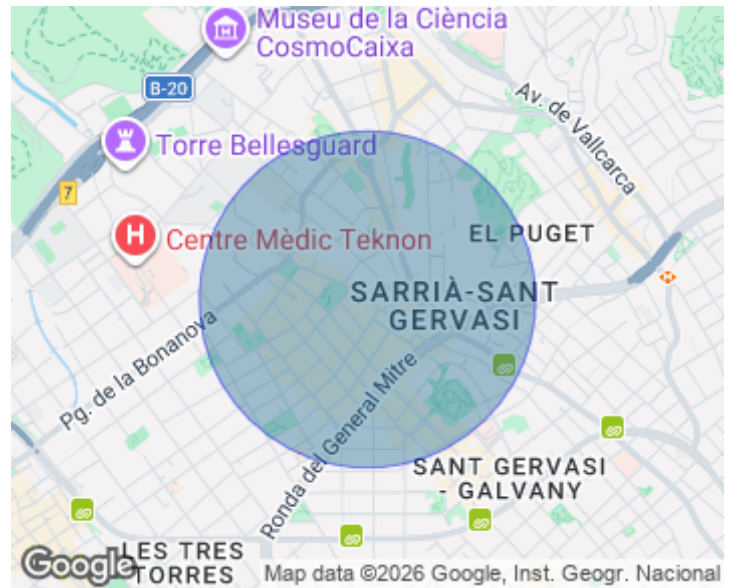 Museu de la Ciència
CosmoCaixa
B-20
Av. de Vallcarca
Torre Bellesguard
7
H
Centre Mèdic Teknon
EL PUGET
SARRIÀ-SANT
GERVASI
Pg. de la Bonanova
Ronda del General Mitre
SANT GERVASI
- GALVANY
LES TRES
TORRES
Google
Map data ©2026 Google, Inst. Geogr. Nacional